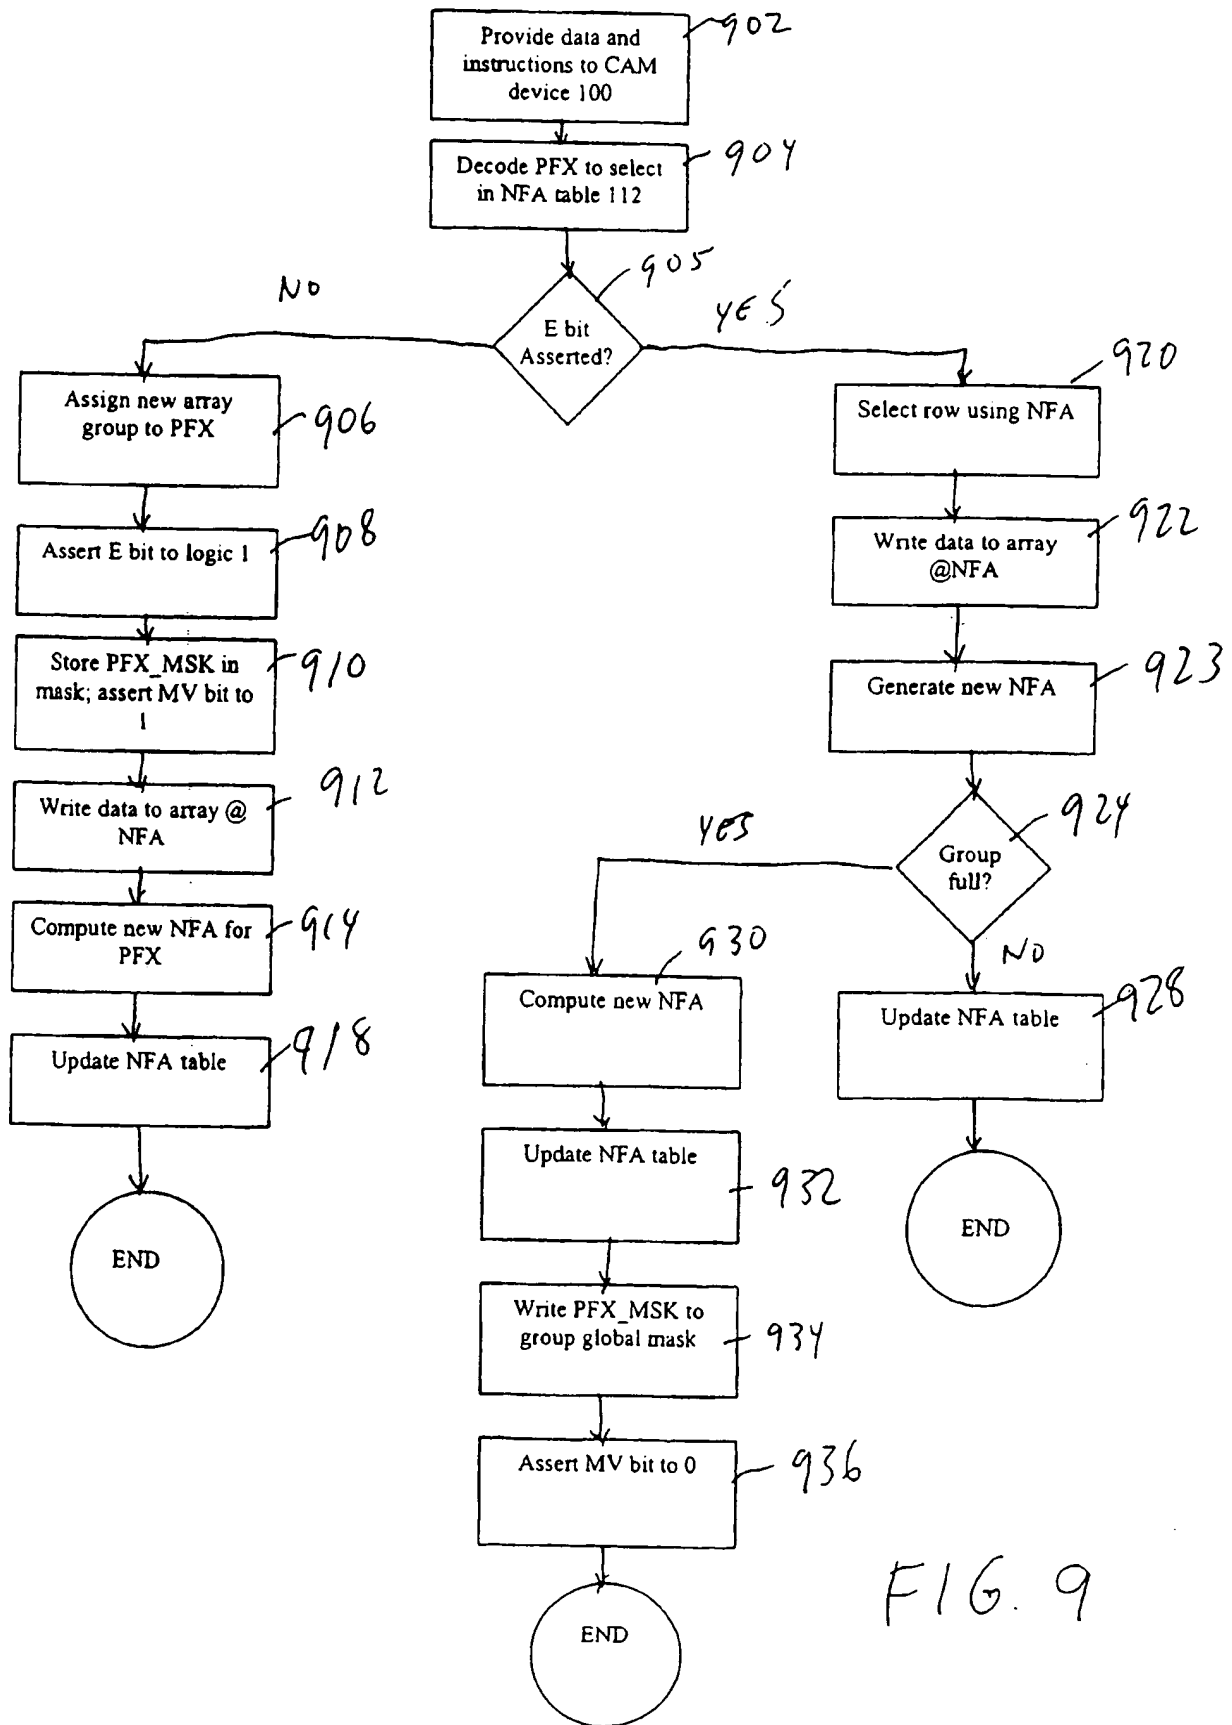 Provide data and
instructions to CAM
device 100
902
Decode PFX to select
in NFA table 112
904
E bit
Asserted?
905
NO
YES
Assign new array
group to PFX
906
Assert E bit to logic 1
908
Store PFX_MSK in
mask; assert MV bit to
1
910
Write data to array @
NFA
912
Compute new NFA for
PFX
914
Update NFA table
918
END
Select row using NFA
920
Write data to array
@NFA
922
Generate new NFA
923
Group
full?
924
YES
NO
Compute new NFA
930
Update NFA table
932
Write PFX_MSK to
group global mask
934
Assert MV bit to 0
936
END
Update NFA table
928
END
FIG. 9